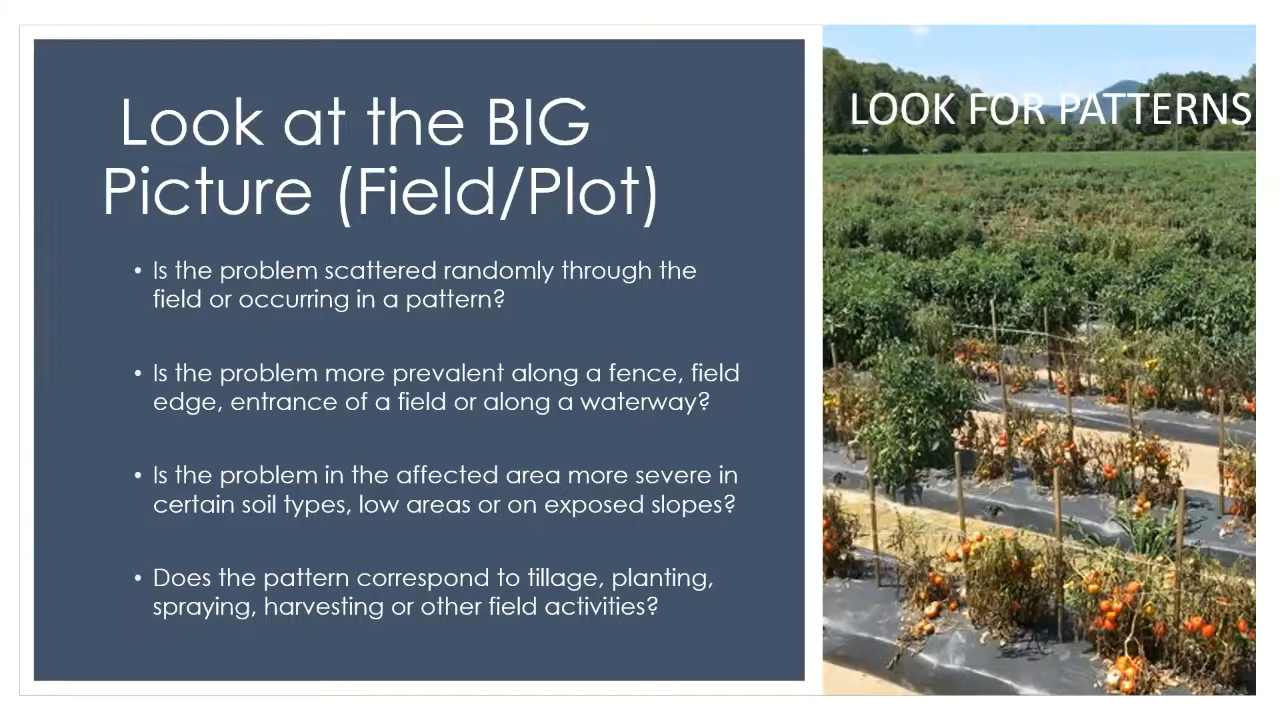 Look at the BIG
Picture (Field/Plot)
• Is the problem scattered randomly through the
field or occurring in a pattern?
• Is the problem more prevalent along a fence, field
edge, entrance of a field or along a waterway?
• Is the problem in the affected area more severe in
certain soil types, low areas or on exposed slopes?
• Does the pattern correspond to tillage, planting,
spraying, harvesting or other field activities?
LOOK FOR PATTERNS